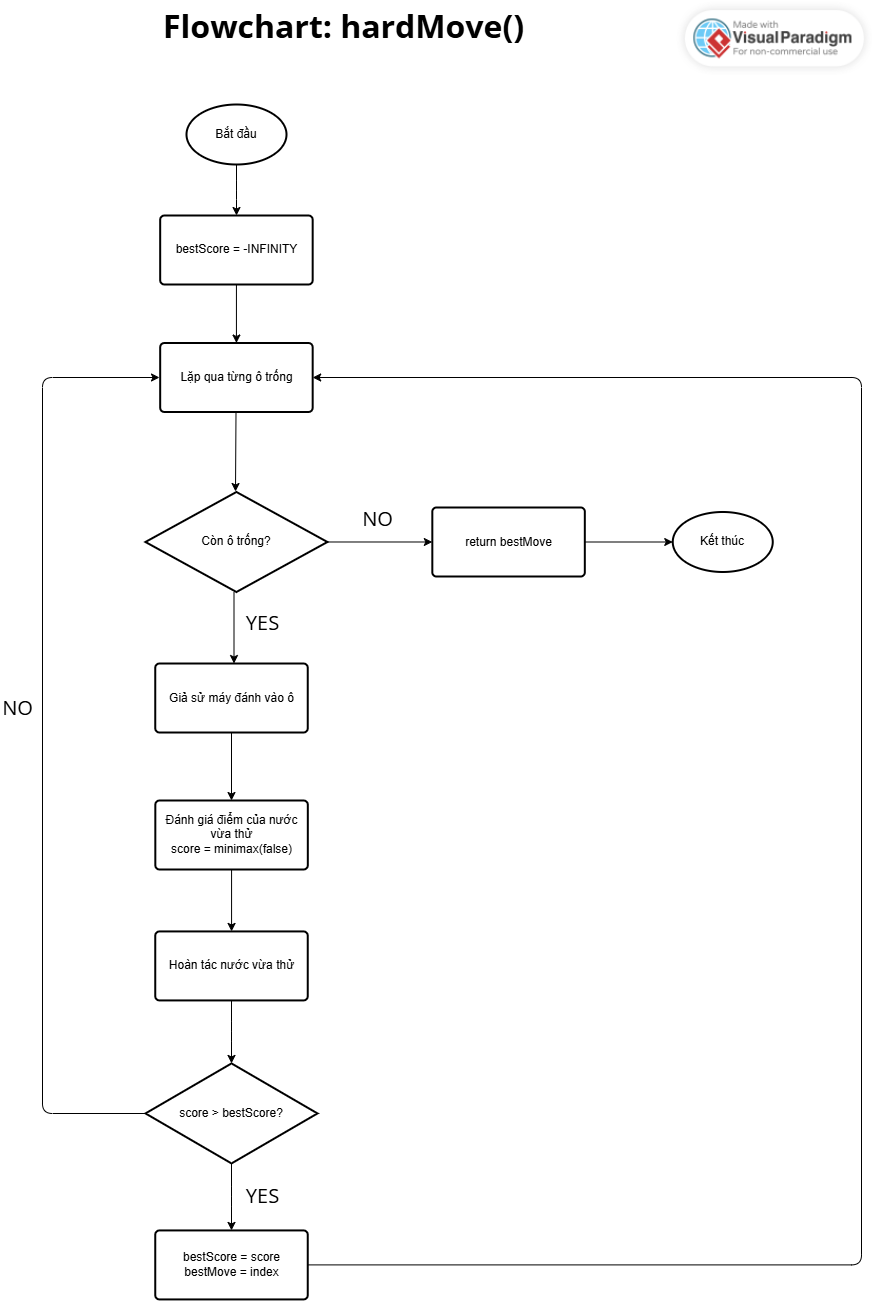 Flowchart: hardMove()
Made with
VisualParadigm
For non-commercial use
Bắt đầu
bestScore = -INFINITY
Lặp qua từng ô trống
Còn ô trống?
NO
return bestMove
Kết thúc
YES
Giả sử máy đánh vào ô
NO
Đánh giá điểm của nước
vừa thử
score = minimax(false)
Hoàn tác nước vừa thử
score > bestScore?
YES
bestScore = score
bestMove = index